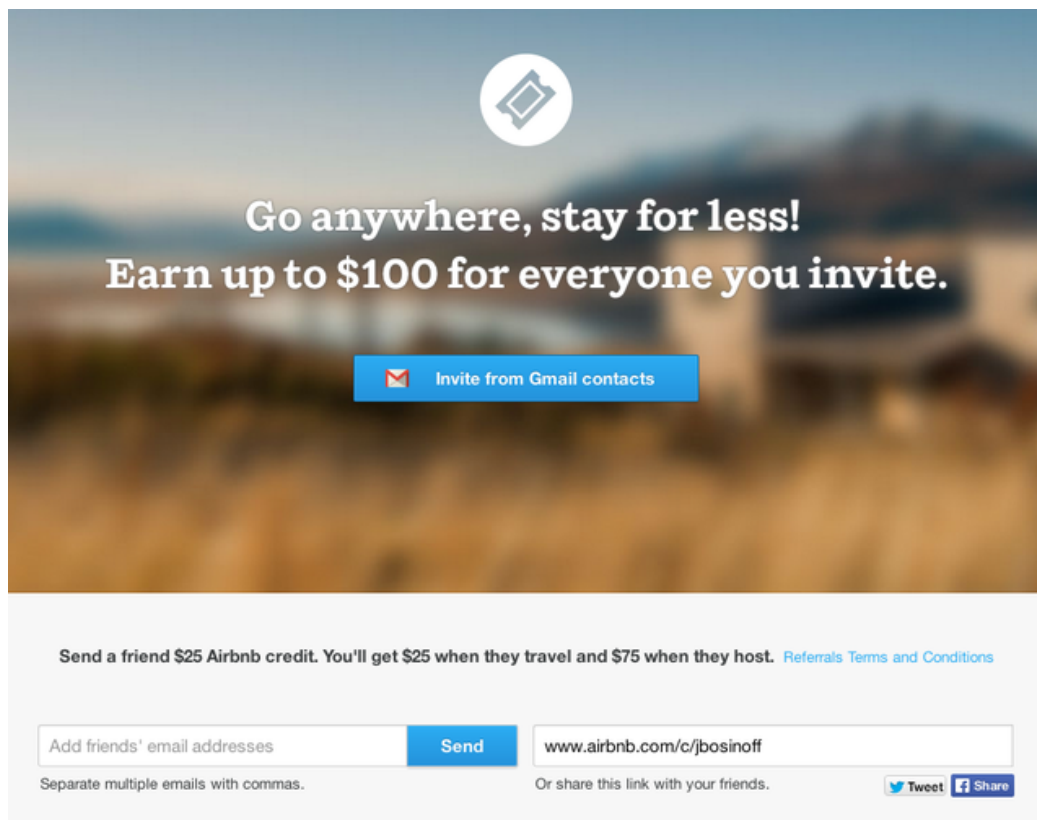 Go anywhere, stay for less!
Earn up to $100 for everyone you invite.
Invite from Gmail contacts
Send a friend $25 Airbnb credit. You'll get $25 when they travel and $75 when they host. Referrals Terms and Conditions
Add friends' email addresses
Send
www.airbnb.com/c/jbosinoff
Separate multiple emails with commas.
Or share this link with your friends.
Tweet
Share